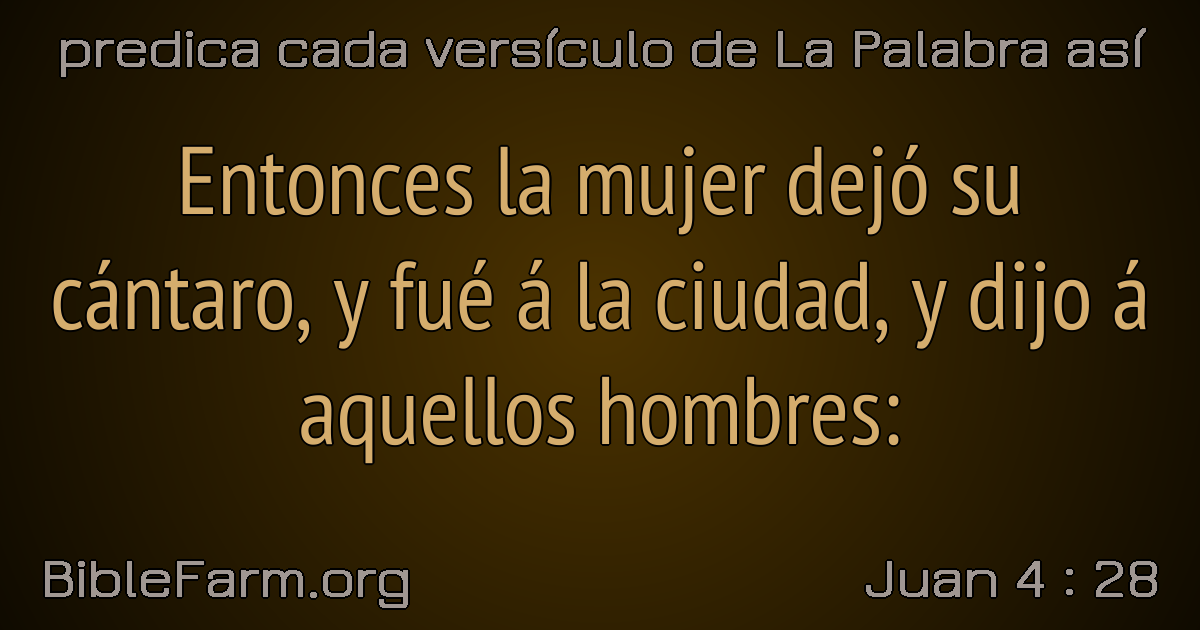 predica cada versículo de La Palabra así
Entonces la mujer dejó su
cántaro, y fué á la ciudad, y dijo á
aquellos hombres:
BibleFarm.org
Juan 4 : 28